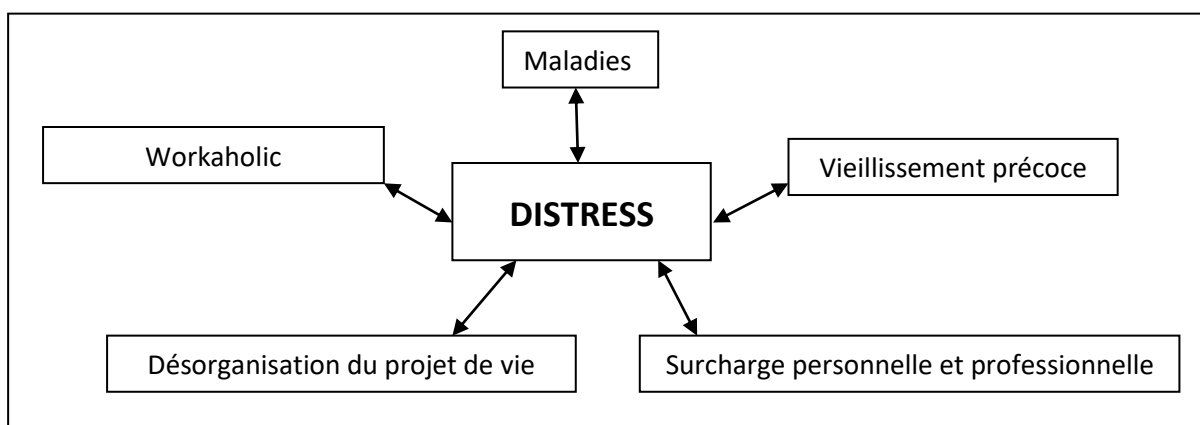 Maladies
Workaholic
Vieillissement précoce
DISTRESS
Désorganisation du projet de vie
Surcharge personnelle et professionnelle